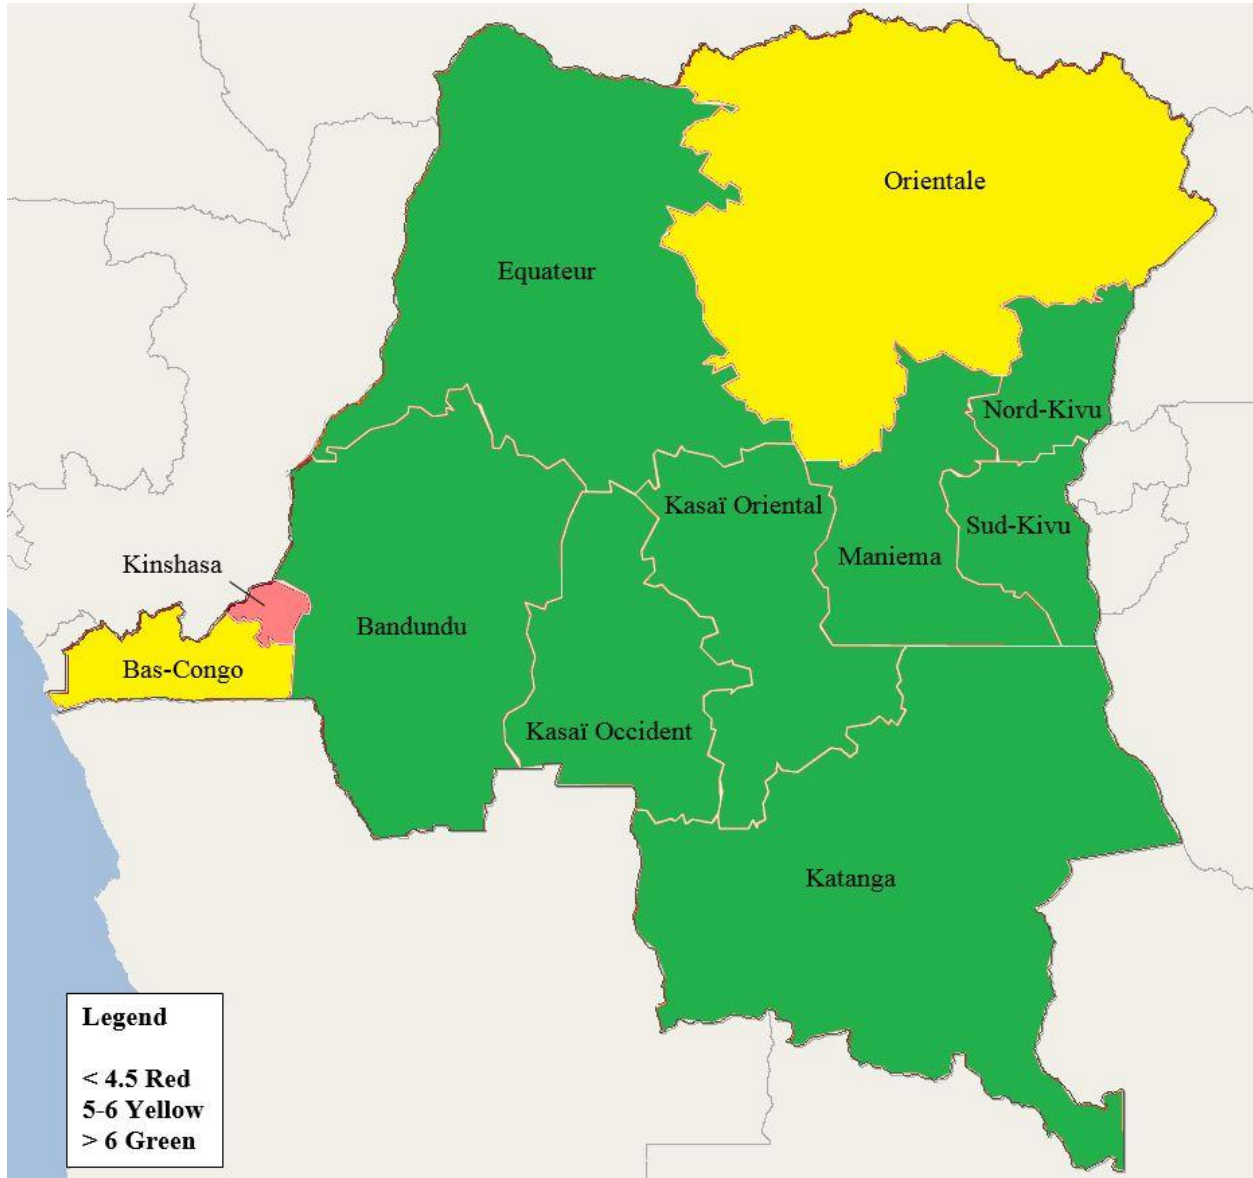 Orientale
Equateur
Nord-Kivu
Kasaï Oriental
Sud-Kivu
Maniema
Kinshasa
Bandundu
Bas-Congo
Kasaï Occident
Katanga
Legend
< 4.5 Red
5-6 Yellow
> 6 Green